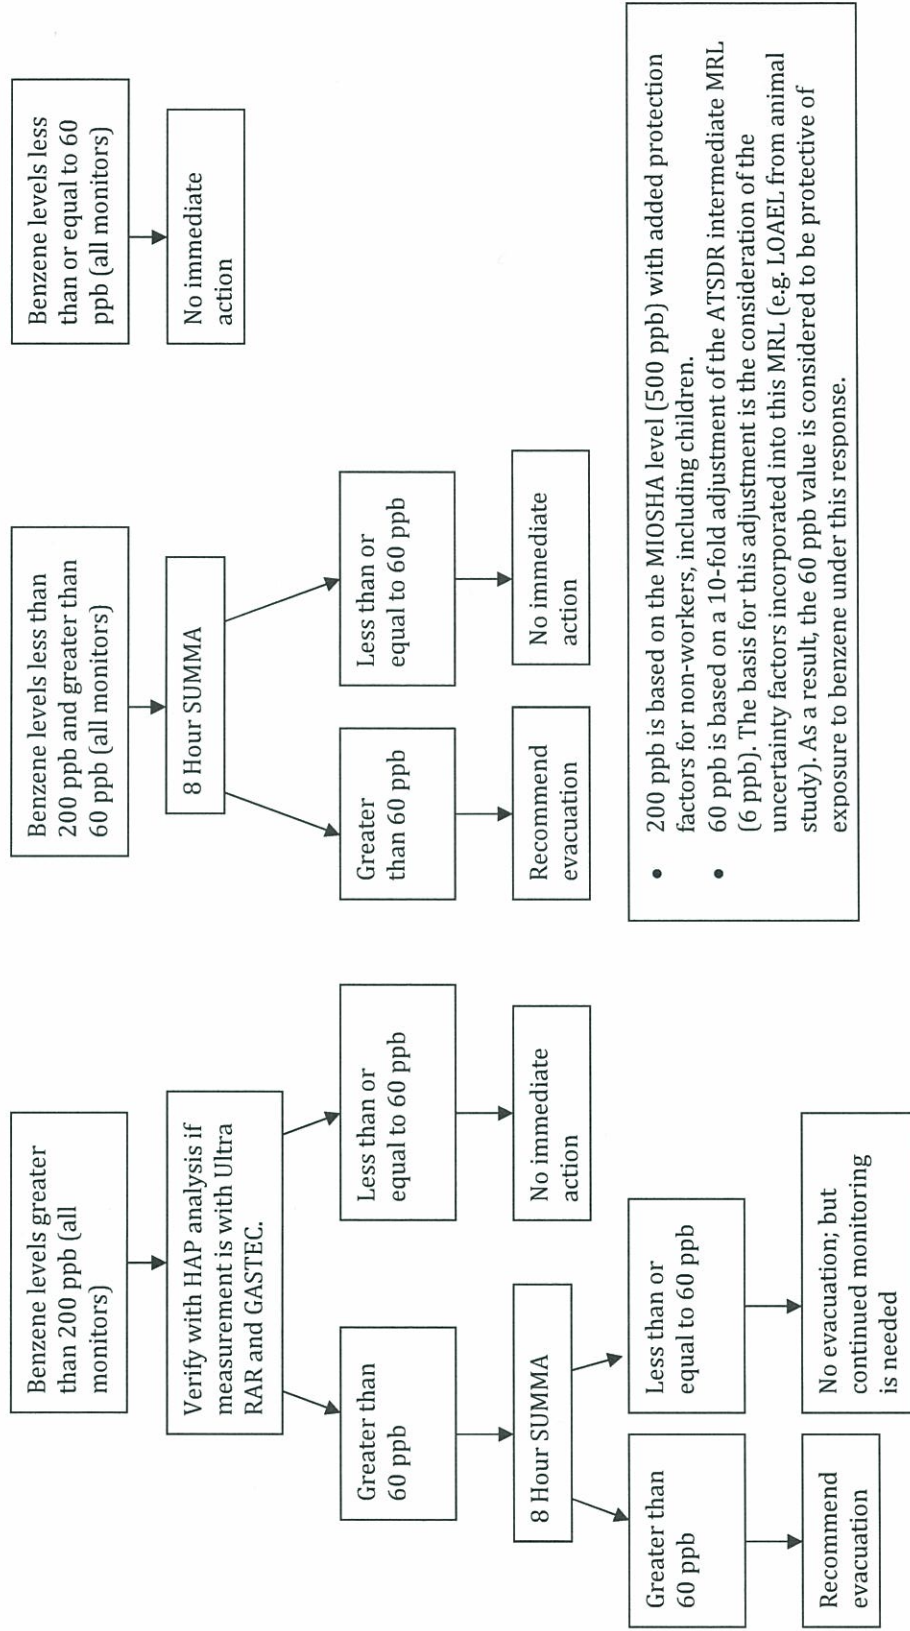 Benzene levels greater
than 200 ppb (all
monitors)
Verify with HAP analysis if
measurement is with Ultra
RAR and GASTEC.
Greater than
60 ppb
Less than or
equal to 60 ppb
8 Hour SUMMA
No immediate
action
Greater than
60 ppb
Less than or
equal to 60 ppb
Recommend
evacuation
No evacuation; but
continued monitoring
is needed
Benzene levels less than
200 ppb and greater than
60 ppb (all monitors)
8 Hour SUMMA
Greater
than 60 ppb
Less than or
equal to 60 ppb
Recommend
evacuation
No immediate
action
Benzene levels less
than or equal to 60
ppb (all monitors)
No immediate
action
• 200 ppb is based on the MIOSHA level (500 ppb) with added protection
factors for non-workers, including children.
• 60 ppb is based on a 10-fold adjustment of the ATSDR intermediate MRL
(6 ppb). The basis for this adjustment is the consideration of the
uncertainty factors incorporated into this MRL (e.g. LOAEL from animal
study). As a result, the 60 ppb value is considered to be protective of
exposure to benzene under this response.